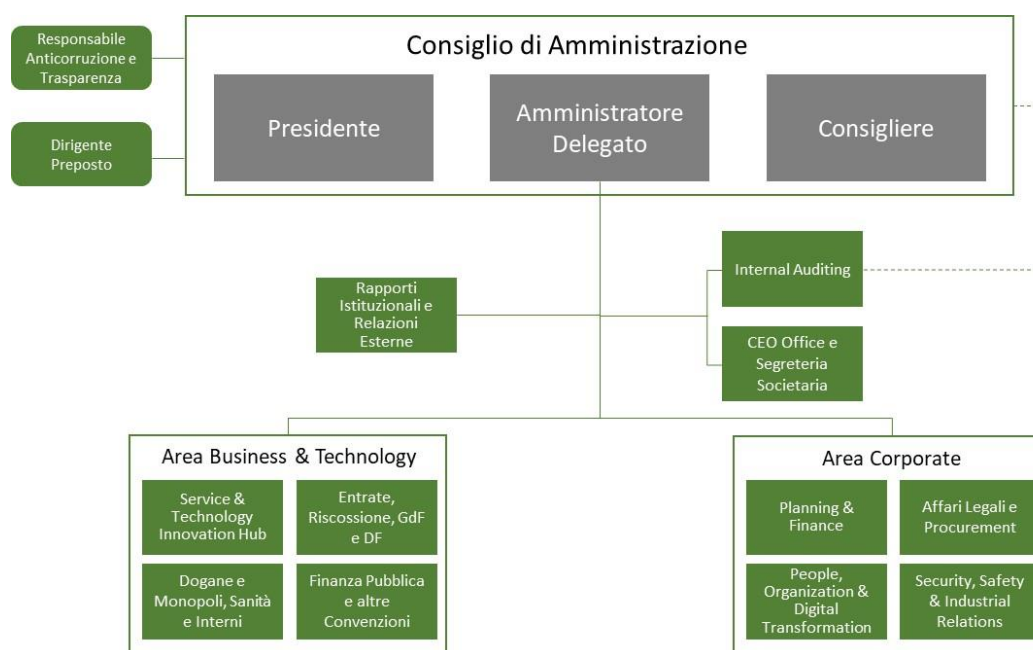 Responsabile
Anticorruzione e
Trasparenza
Dirigente
Preposto
Consiglio di Amministrazione
Presidente
Amministratore
Delegato
Consigliere
Rapporti
Istituzionali e
Relazioni
Esterne
Internal Auditing
CEO Office e
Segreteria
Societaria
Area Business & Technology
Service &
Technology
Innovation Hub
Entrate,
Riscossione, GdF
e DF
Dogane e
Monopoli, Sanità
e Interni
Finanza Pubblica
e altre
Convenzioni
Area Corporate
Planning &
Finance
Affari Legali e
Procurement
People,
Organization &
Digital
Transformation
Security, Safety
& Industrial
Relations